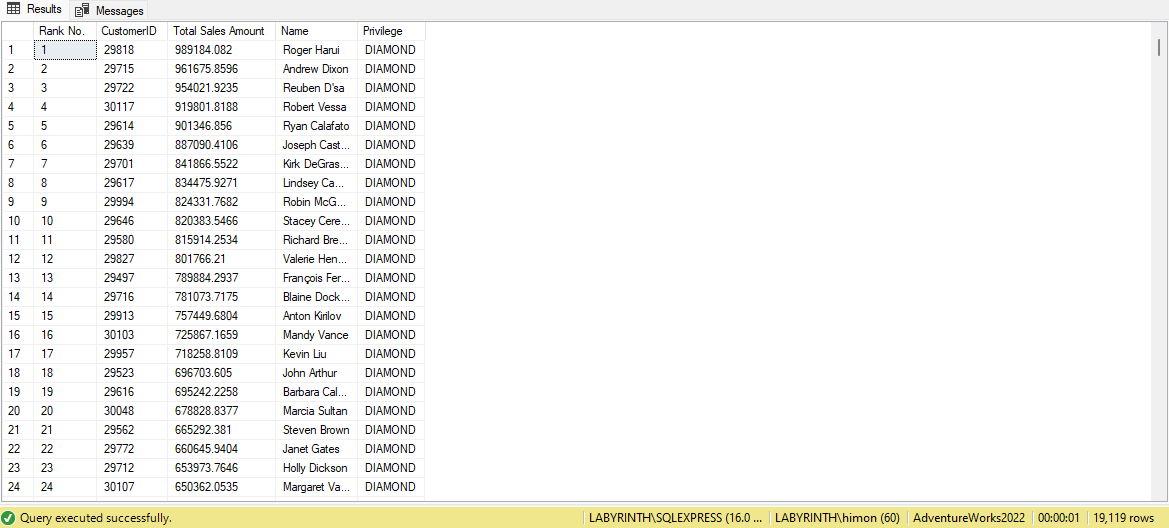 Results Messages
Rank No. CustomerID Total Sales Amount Name Privilege
1 1 29818 989184.082 Roger Harui DIAMOND
2 2 29715 961675.8596 Andrew Dixon DIAMOND
3 3 29722 954021.9235 Reuben D'sa DIAMOND
4 4 30117 919801.8188 Robert Vessa DIAMOND
5 5 29614 901346.856 Ryan Calafato DIAMOND
6 6 29639 887090.4106 Joseph Cast... DIAMOND
7 7 29701 841866.5522 Kirk DeGras... DIAMOND
8 8 29617 834475.9271 Lindsey Ca... DIAMOND
9 9 29994 824331.7682 Robin McG... DIAMOND
10 10 29646 820383.5466 Stacey Cere... DIAMOND
11 11 29580 815914.2534 Richard Bre... DIAMOND
12 12 29827 801766.21 Valerie Hen... DIAMOND
13 13 29497 789884.2937 François Fer... DIAMOND
14 14 29716 781073.7175 Blaine Dock... DIAMOND
15 15 29913 757449.6804 Anton Kirilov DIAMOND
16 16 30103 725867.1659 Mandy Vance DIAMOND
17 17 29957 718258.8109 Kevin Liu DIAMOND
18 18 29523 696703.605 John Arthur DIAMOND
19 19 29616 695242.2258 Barbara Cal... DIAMOND
20 20 30048 678828.8377 Marcia Sultan DIAMOND
21 21 29562 665292.381 Steven Brown DIAMOND
22 22 29772 660645.9404 Janet Gates DIAMOND
23 23 29712 653973.7646 Holly Dickson DIAMOND
24 24 30107 650362.0535 Margaret Va... DIAMOND
Query executed successfully. LABYRINTH\SQLEXPRESS (16.0 ... LABYRINTH\himon (60) AdventureWorks2022 00:00:01 19,119 rows